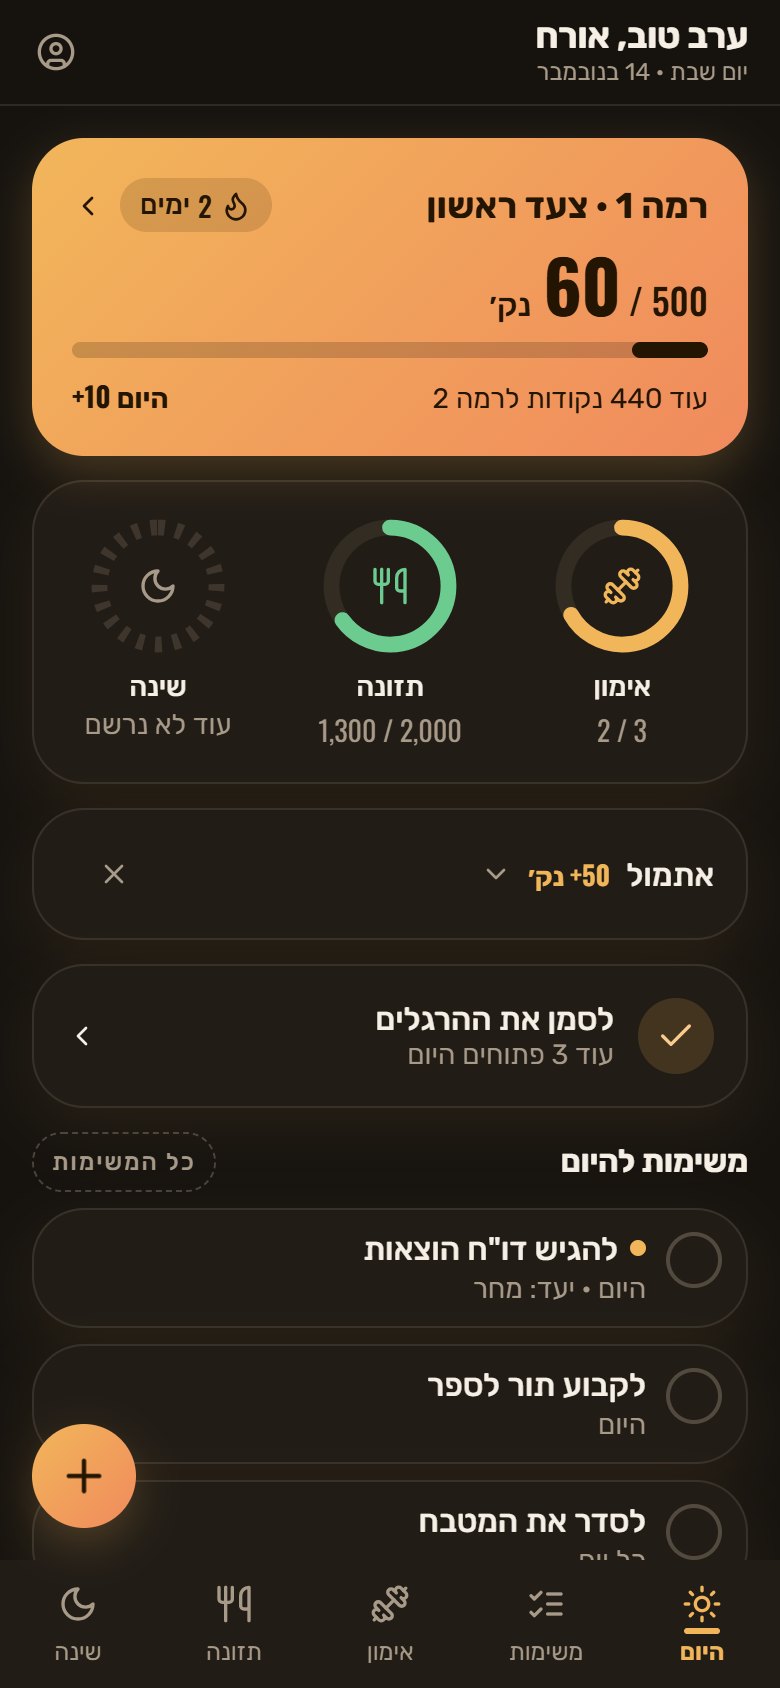 ערב טוב, אורח
יום שבת • 14 בנובמבר
רמה 1 • צעד ראשון
2 ימים
60 / 500 נק׳
עוד 440 נקודות לרמה 2
היום +10
אימון
2 / 3
תזונה
1,300 / 2,000
שינה
עוד לא נרשם
אתמול +50 נק׳
לסמן את ההרגלים
עוד 3 פתוחים היום
משימות להיום
כל המשימות
להגיש דו"ח הוצאות
היום • יעד: מחר
לקבוע תור לספר
היום
לסדר את המטבח
כל יום
היום
משימות
אימון
תזונה
שינה